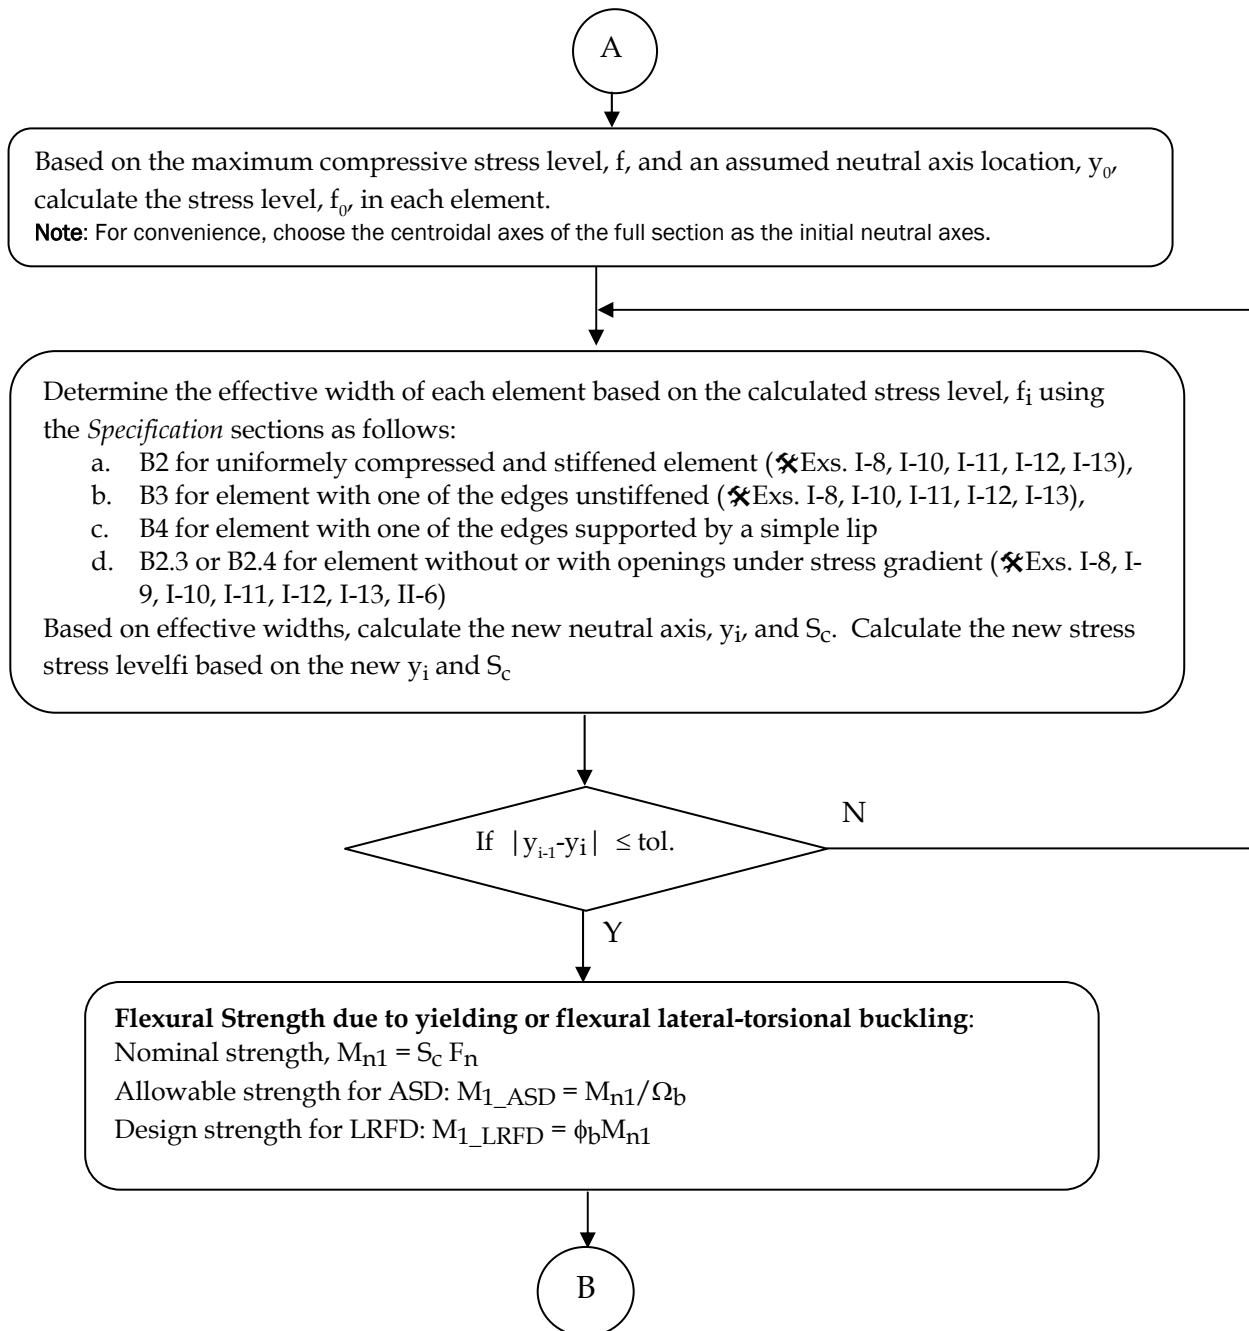 A
Based on the maximum compressive stress level, f, and an assumed neutral axis location, y₀,
calculate the stress level, f₀, in each element.
Note: For convenience, choose the centroidal axes of the full section as the initial neutral axes.
Determine the effective width of each element based on the calculated stress level, fi using
the Specification sections as follows:
a. B2 for uniformely compressed and stiffened element (🛠Exs. I-8, I-10, I-11, I-12, I-13),
b. B3 for element with one of the edges unstiffened (🛠Exs. I-8, I-10, I-11, I-12, I-13),
c. B4 for element with one of the edges supported by a simple lip
d. B2.3 or B2.4 for element without or with openings under stress gradient (🛠Exs. I-8, I-
9, I-10, I-11, I-12, I-13, II-6)
Based on effective widths, calculate the new neutral axis, yi, and Sc. Calculate the new stress
stress levelfi based on the new yi and Sc
If |yi-1-yi| ≤ tol.
N
Y
Flexural Strength due to yielding or flexural lateral-torsional buckling:
Nominal strength, Mn1 = Sc Fn
Allowable strength for ASD: M1_ASD = Mn1/Ωb
Design strength for LRFD: M1_LRFD = ϕbMn1
B